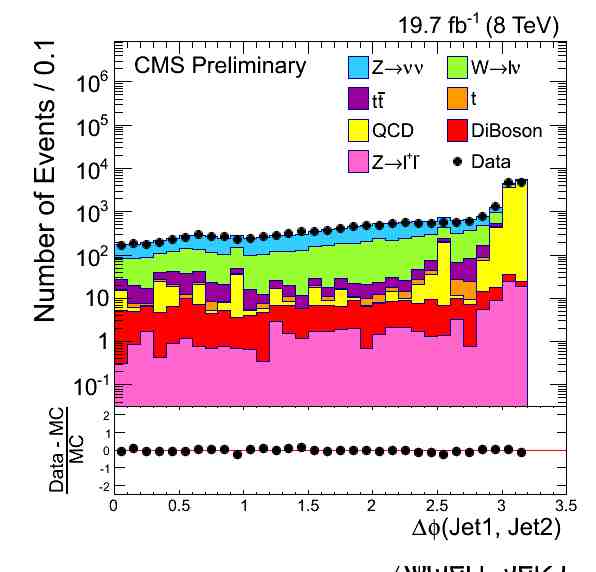 19.7 fb⁻¹ (8 TeV)
CMS Preliminary
Z→νν
W→lν
tt̄
t
QCD
DiBoson
Z→l⁺l⁻
Data
Number of Events / 0.1
10⁶
10⁵
10⁴
10³
10²
10
1
10⁻¹
Data - MC
MC
2
1
0
-1
-2
0 0.5 1 1.5 2 2.5 3 3.5
Δϕ(Jet1, Jet2)